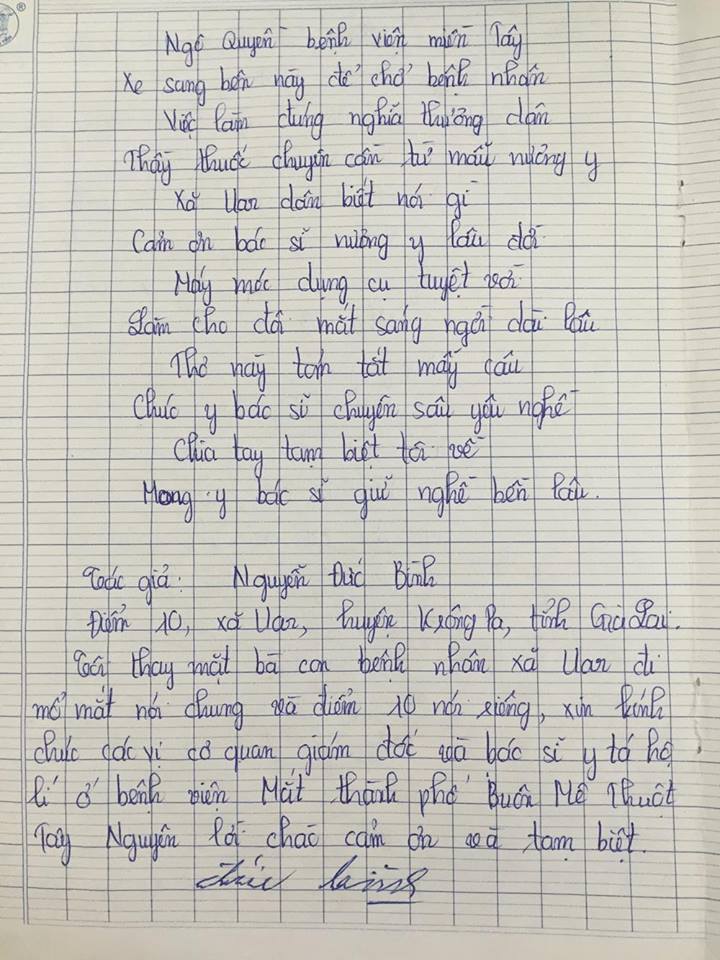 Ngô Quyền bệnh viện miền Tây
Xe sang bên này để chở bệnh nhân
Việc làm đúng nghĩa thưởng dân
Thầy thuốc chuyên cần từ mẫu nương y
Xã Uar dân biết nói gì
Cảm ơn bác sĩ nương y lâu đời
Máy móc dụng cụ tuyệt vời
Làm cho đôi mắt sáng ngời dài lâu
Thơ này tóm tắt mấy câu
Chúc y bác sĩ chuyên sâu yêu nghề
Chia tay tạm biệt tôi về
Mong y bác sĩ giữ nghề bền lâu.
Tác giả: Nguyễn Đức Bình
Điểm 10, xã Uar, huyện Krông Pa, tỉnh Gia Lai.
Tôi thay mặt bà con bệnh nhân xã Uar đi
mổ mắt nói chung và điểm 10 nói riêng, xin kính
chúc các vị cơ quan giám đốc và bác sĩ y tá hộ
lí ở bệnh viện Mắt thành phố Buôn Mê Thuột
Tây Nguyên lời chào cảm ơn và tạm biệt.